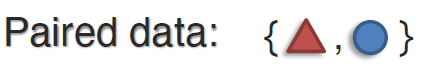 Paired data: { , }